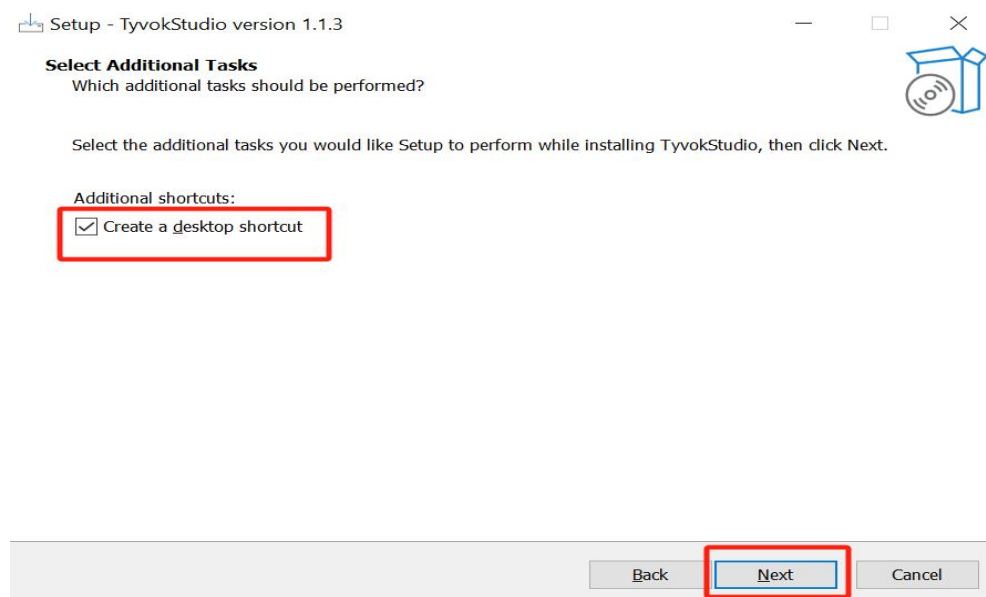 Setup - TyvokStudio version 1.1.3
Select Additional Tasks
Which additional tasks should be performed?
Select the additional tasks you would like Setup to perform while installing TyvokStudio, then click Next.
Additional shortcuts:
Create a desktop shortcut
Back Next Cancel